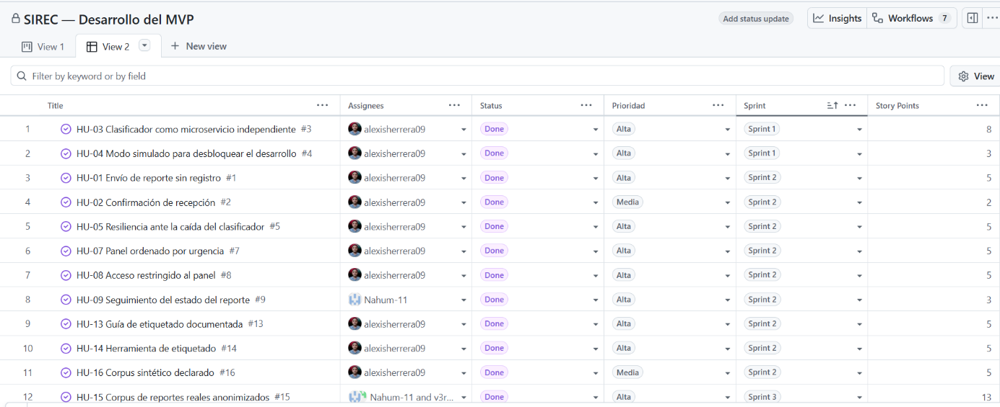 SIREC — Desarrollo del MVP
Add status update
Insights
Workflows 7
View 1
View 2
New view
Filter by keyword or by field
View
Title Assignees Status Prioridad Sprint Story Points
1 HU-03 Clasificador como microservicio independiente #3 alexisherrera09 Done Alta Sprint 1 8
2 HU-04 Modo simulado para desbloquear el desarrollo #4 alexisherrera09 Done Alta Sprint 1 3
3 HU-01 Envío de reporte sin registro #1 alexisherrera09 Done Alta Sprint 2 5
4 HU-02 Confirmación de recepción #2 alexisherrera09 Done Media Sprint 2 2
5 HU-05 Resiliencia ante la caída del clasificador #5 alexisherrera09 Done Alta Sprint 2 5
6 HU-07 Panel ordenado por urgencia #7 alexisherrera09 Done Alta Sprint 2 5
7 HU-08 Acceso restringido al panel #8 alexisherrera09 Done Alta Sprint 2 5
8 HU-09 Seguimiento del estado del reporte #9 Nahum-11 Done Alta Sprint 2 3
9 HU-13 Guía de etiquetado documentada #13 alexisherrera09 Done Alta Sprint 2 5
10 HU-14 Herramienta de etiquetado #14 alexisherrera09 Done Alta Sprint 2 5
11 HU-16 Corpus sintético declarado #16 alexisherrera09 Done Media Sprint 2 5
12 HU-15 Corpus de reportes reales anonimizados #15 Nahum-11 and v3r... Done Alta Sprint 3 13